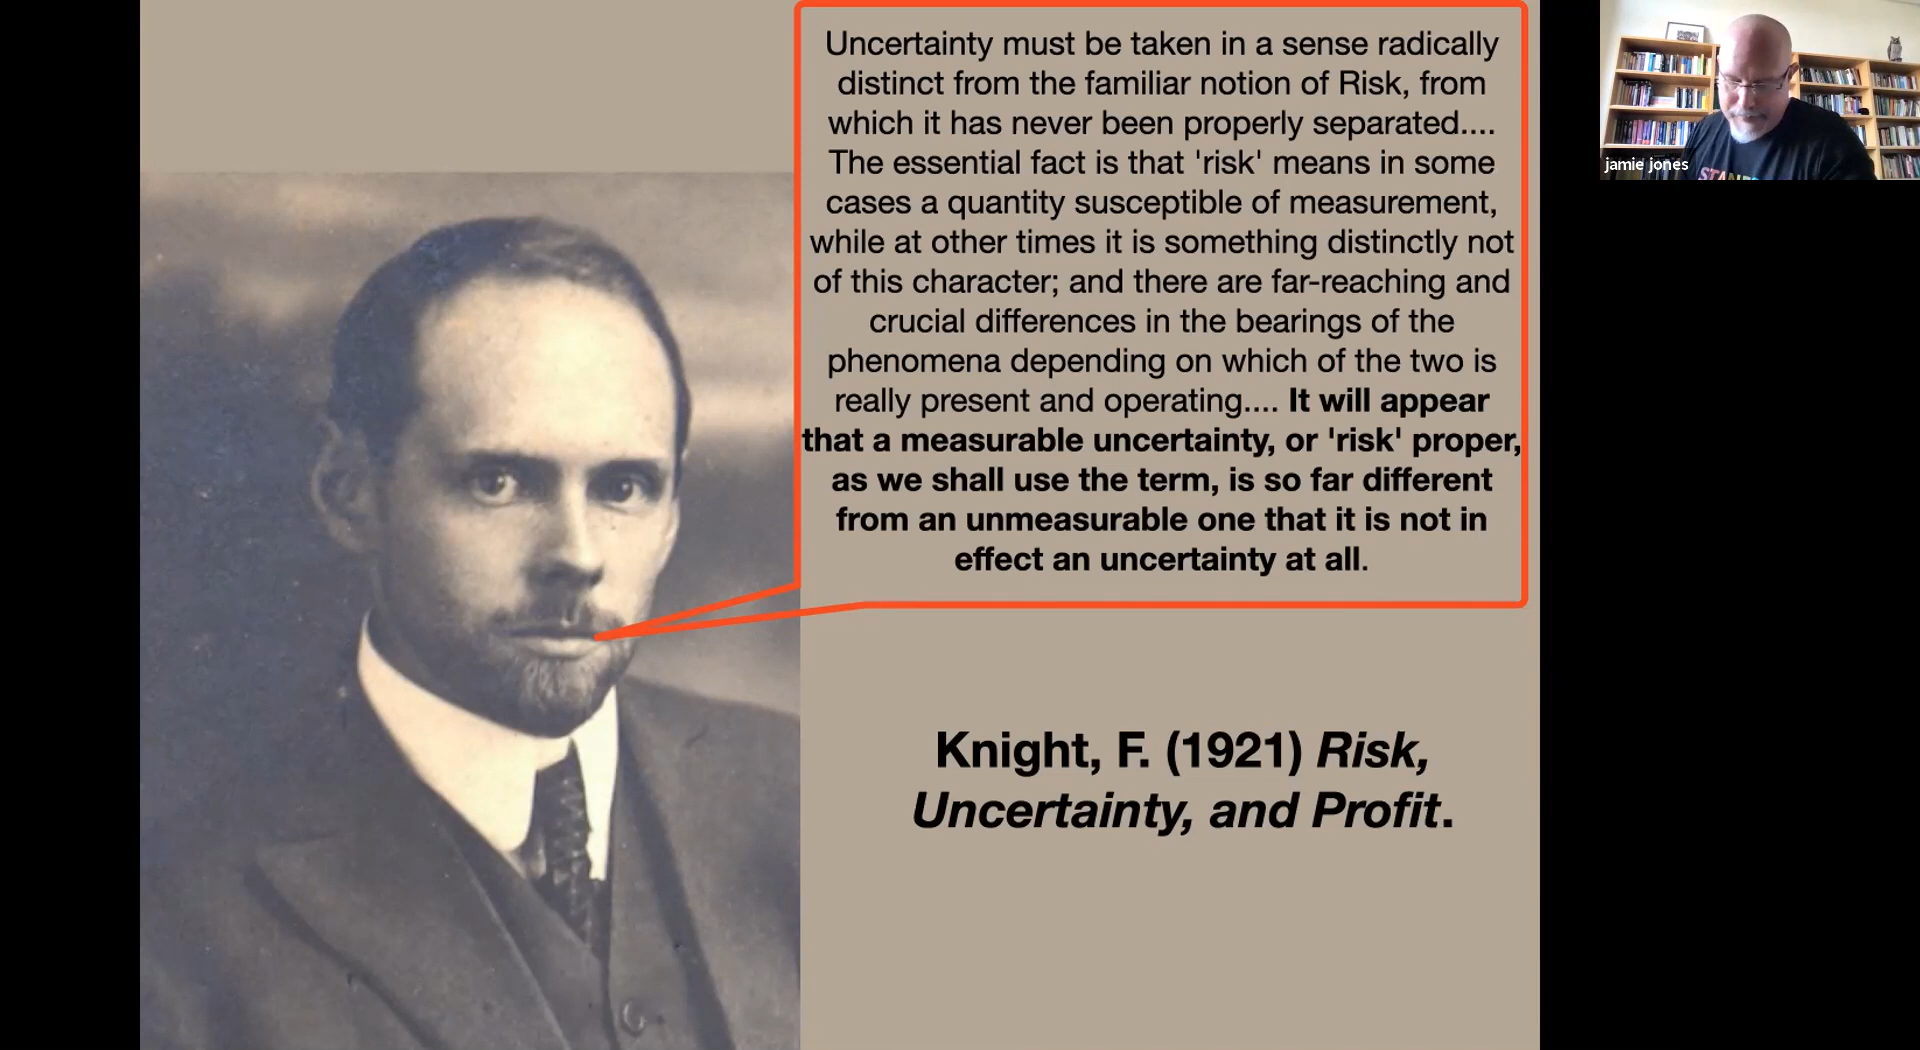 Uncertainty must be taken in a sense radically
distinct from the familiar notion of Risk, from
which it has never been properly separated....
The essential fact is that 'risk' means in some
cases a quantity susceptible of measurement,
while at other times it is something distinctly not
of this character; and there are far-reaching and
crucial differences in the bearings of the
phenomena depending on which of the two is
really present and operating.... It will appear
that a measurable uncertainty, or 'risk' proper,
as we shall use the term, is so far different
from an unmeasurable one that it is not in
effect an uncertainty at all.
Knight, F. (1921) Risk,
Uncertainty, and Profit.
jamie jones